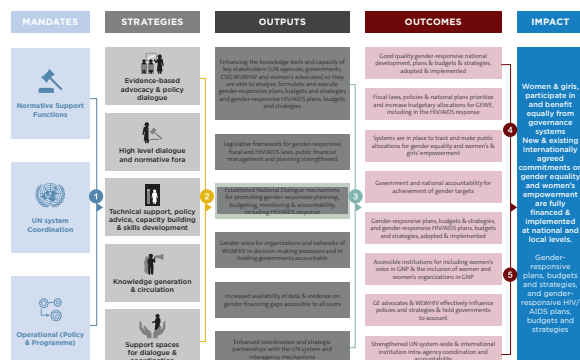 MANDATES
STRATEGIES
OUTPUTS
OUTCOMES
IMPACT
Normative Support
Functions
UN system
Coordination
Operational (Policy
& Programme)
1
Evidence-based
advocacy & policy
dialogue
High level dialogue
and normative fora
Technical support, policy
advice, capacity building
& skills development
Knowledge generation
& circulation
Support spaces
for dialogue &
2
Enhancing the knowledge tools and capacity of
key stakeholders (UN agencies, governments,
CSO, WLWHIV and women's advocates) so they
are able to analyse; formulate and execute
gender-responsive plans, budgets and strategies
and gender-responsive HIV/AIDS plans, budgets
and strategies
Legislative framework for gender-responsive
fiscal and HIV/AIDS laws, public financial
management and planning strengthened
Established National Dialogue mechanisms
for promoting gender-responsive planning,
budgeting, monitoring & accountability,
including HIV/AIDS response
Greater voice for organizations and networks of
WLWHIV in decision-making processes and in
holding governments accountable
Increased availability of data & evidence on
gender financing gaps accessible to all users
Enhanced coordination and strategic
partnerships with the UN system and
interagency mechanisms
3
Good quality gender-responsive national
development, plans & budgets & strategies,
adopted & implemented
Fiscal laws, policies & national plans prioritize
and increase budgetary allocations for GEWE,
including in the HIV/AIDS response
Systems are in place to track and make public
allocations for gender equality and women's &
girls' empowerment
Government and national accountability for
achievement of gender targets
Gender-responsive plans, budgets & strategies,
and gender-responsive HIV/AIDS plans, budgets
and strategies, adopted & implemented
Accessible institutions for including women's
voice in GNP & the inclusion of women and
women's organizations in GNP
GE advocates & WLWHIV effectively influence
policies and strategies & hold governments
to account
Strengthened UN system-wide & international
institution intra-agency coordination and
4
5
Women & girls,
participate in
and benefit
equally from
governance
systems
New & existing
internationally
agreed
commitments on
gender equality
and women's
empowerment
are fully
financed &
implemented
at national and
local levels.
Gender-
responsive
plans, budgets
and strategies,
and gender-
responsive HIV/
AIDS plans,
budgets and
strategies